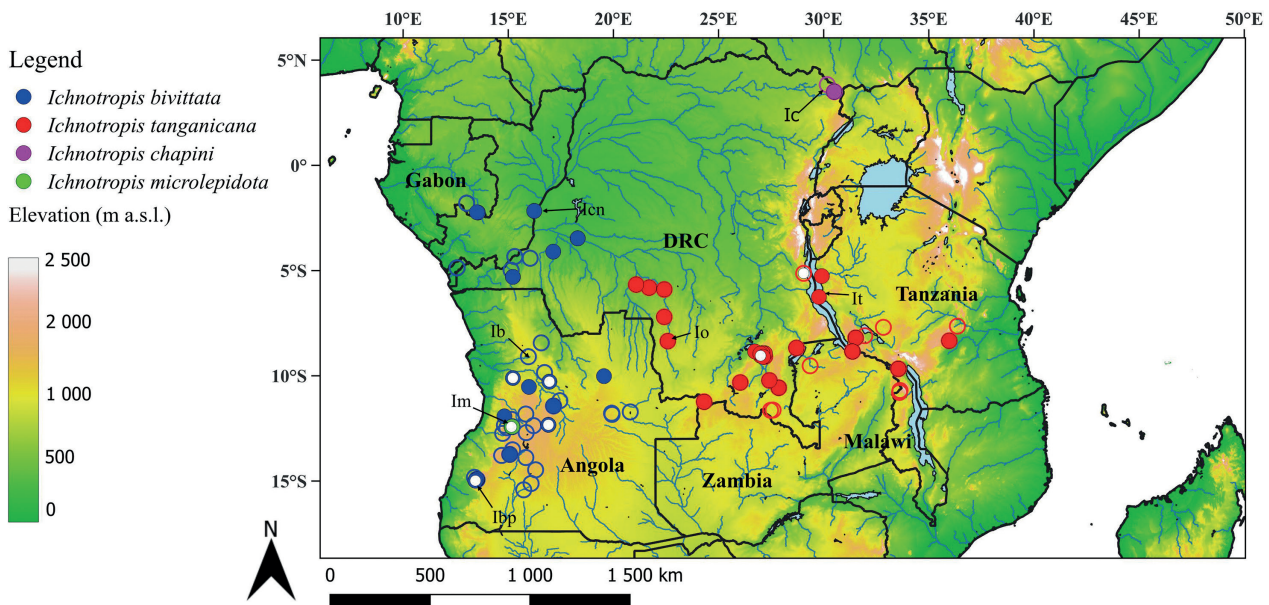 10°E 15°E 20°E 25°E 30°E 35°E 40°E 45°E 50°E
Legend
Ichnotropis bivittata
Ichnotropis tanganicana
Ichnotropis chapini
Ichnotropis microlepidota
Elevation (m a.s.l.)
2 500
2 000
1 000
500
0
5°N
0°
5°S
10°S
15°S
Ic
Gabon
Icn
DRC
It
Tanzania
Ib
Io
Im
Angola
Malawi
Zambia
Ibp
N
0 500 1 000 1 500 km